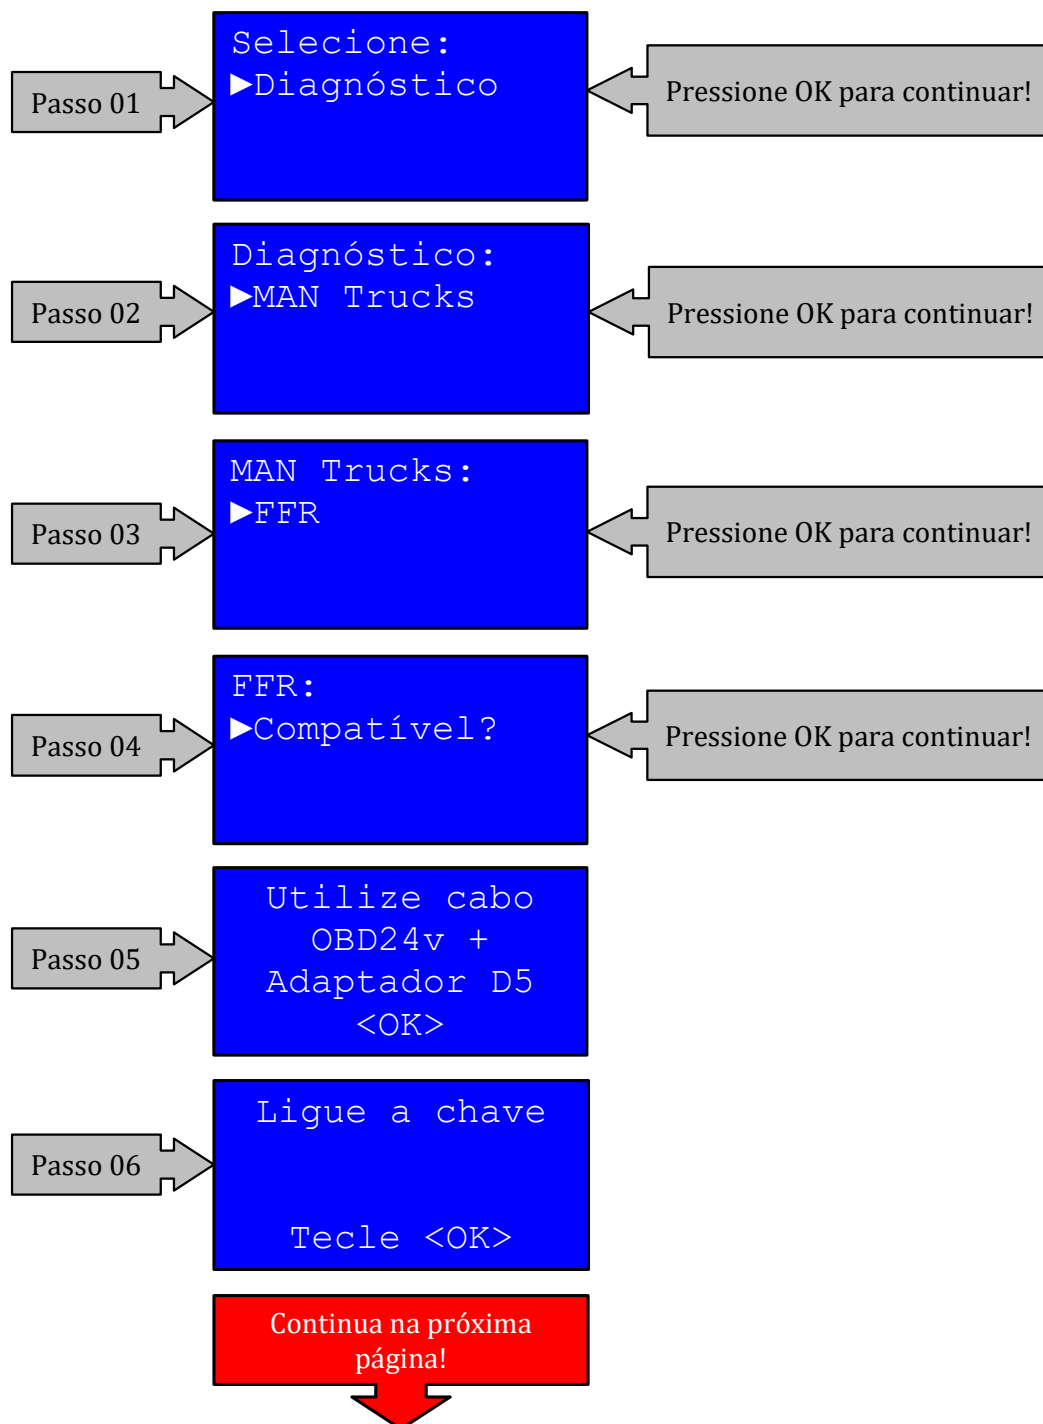 Passo 01
Selecione:
►Diagnóstico
Pressione OK para continuar!
Passo 02
Diagnóstico:
►MAN Trucks
Pressione OK para continuar!
Passo 03
MAN Trucks:
►FFR
Pressione OK para continuar!
Passo 04
FFR:
►Compatível?
Pressione OK para continuar!
Passo 05
Utilize cabo
OBD24v +
Adaptador D5
<OK>
Passo 06
Ligue a chave
Tecle <OK>
Continua na próxima
página!